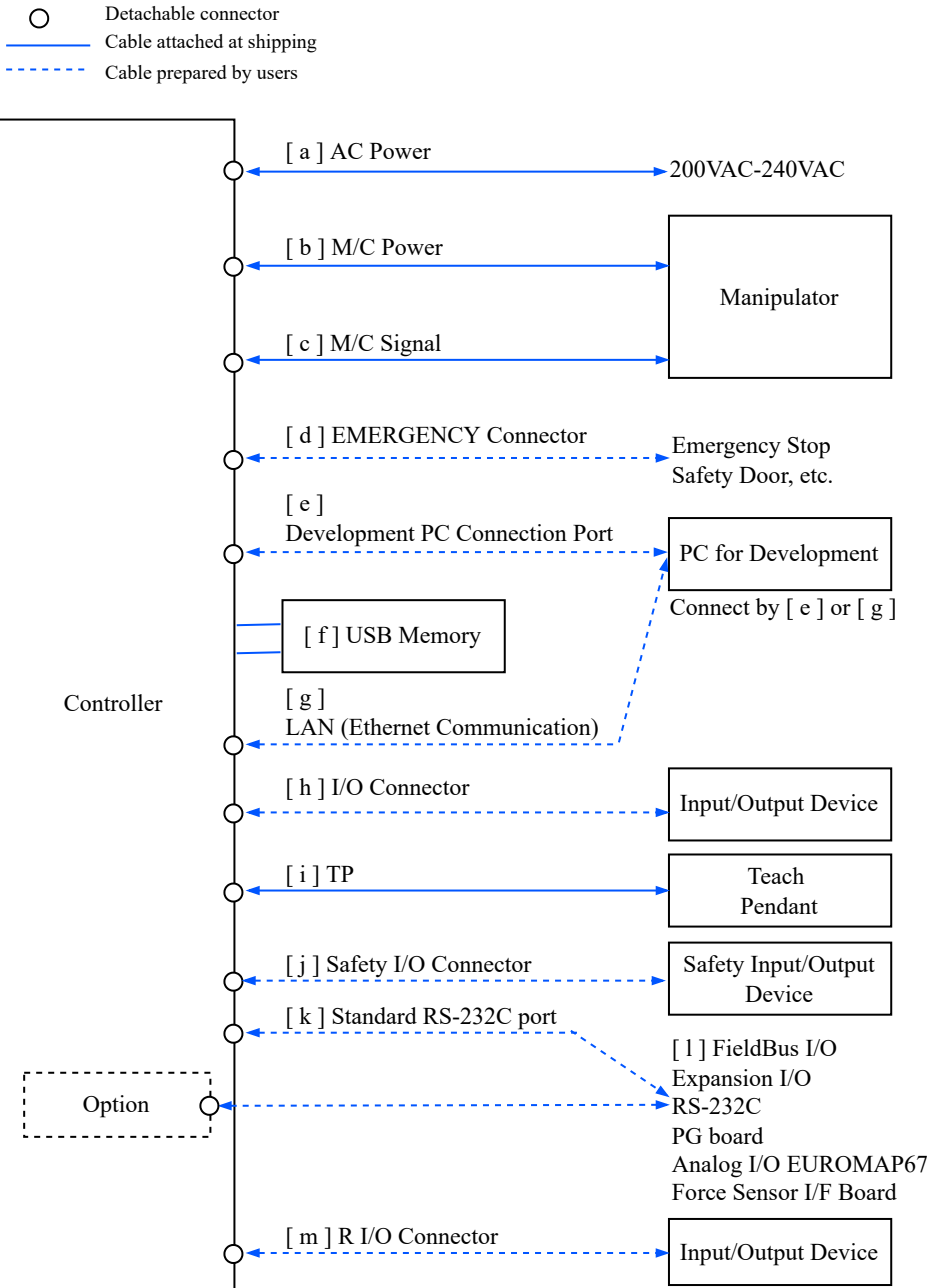 Detachable connector
Cable attached at shipping
Cable prepared by users
[ a ] AC Power
200VAC-240VAC
[ b ] M/C Power
Manipulator
[ c ] M/C Signal
[ d ] EMERGENCY Connector
Emergency Stop
Safety Door, etc.
[ e ]
Development PC Connection Port
PC for Development
Connect by [ e ] or [ g ]
[ f ] USB Memory
Controller
[ g ]
LAN (Ethernet Communication)
[ h ] I/O Connector
Input/Output Device
[ i ] TP
Teach
Pendant
[ j ] Safety I/O Connector
Safety Input/Output
Device
[ k ] Standard RS-232C port
Option
[ l ] FieldBus I/O
Expansion I/O
RS-232C
PG board
Analog I/O EUROMAP67
Force Sensor I/F Board
[ m ] R I/O Connector
Input/Output Device